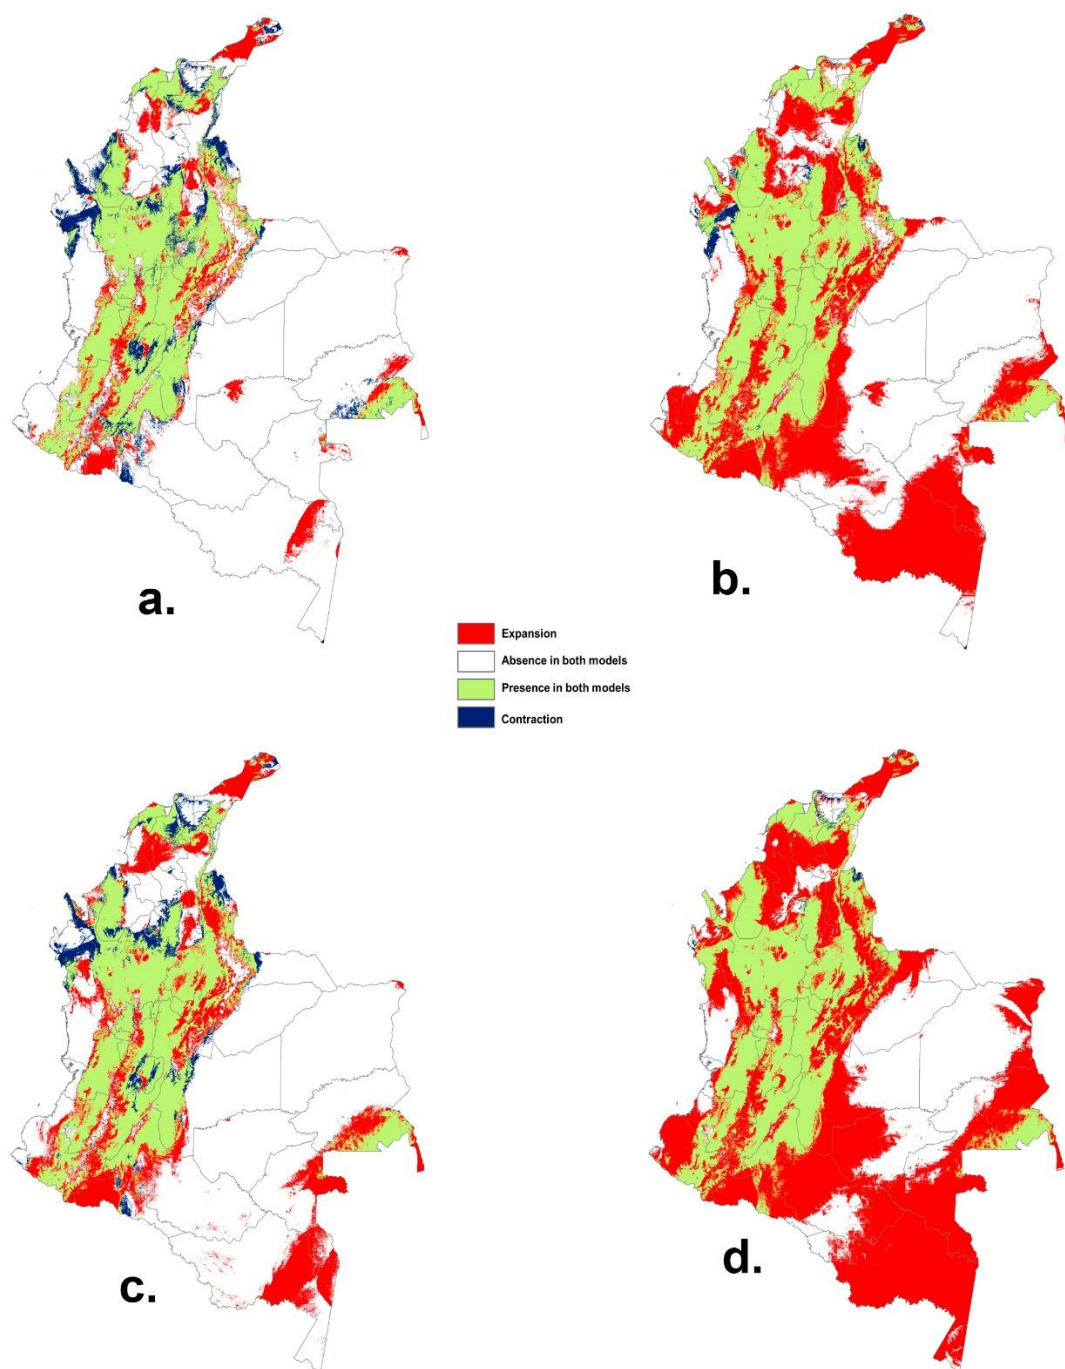 a.
b.
Expansion
Absence in both models
Presence in both models
Contraction
c.
d.